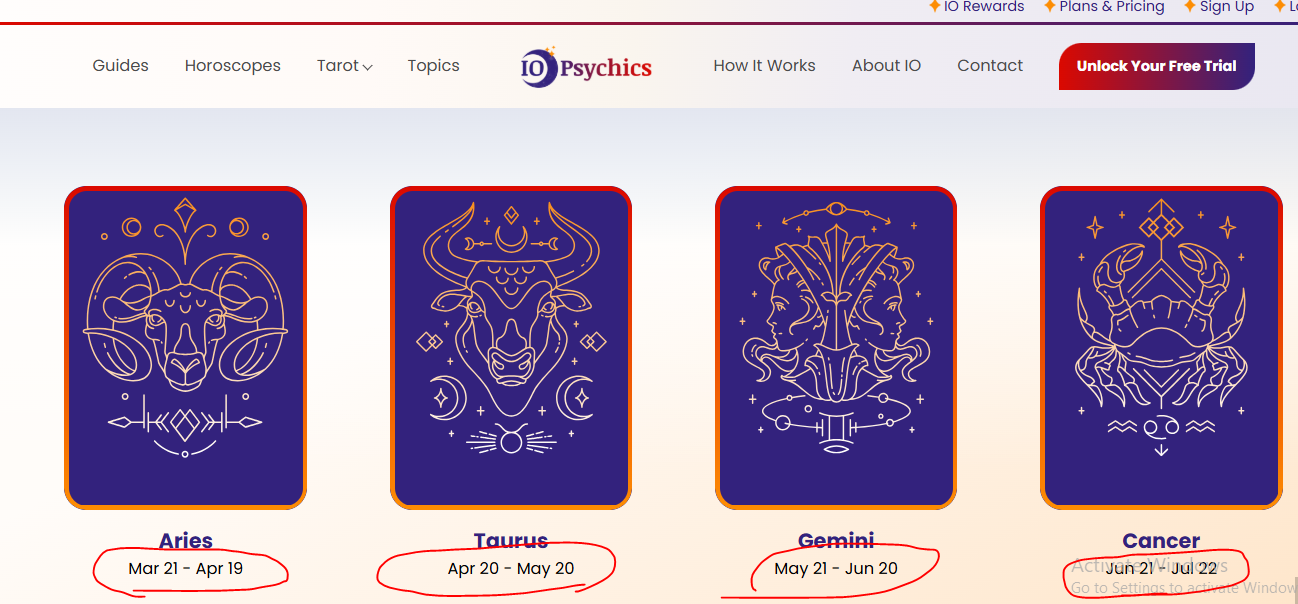 IO Rewards Plans & Pricing Sign Up
Guides Horoscopes Tarot Topics IO Psychics How It Works About IO Contact Unlock Your Free Trial
Aries Taurus Gemini Cancer
Mar 21 - Apr 19 Apr 20 - May 20 May 21 - Jun 20 Jun 21 - Jul 22
Activate Windows
Go to Settings to activate Window